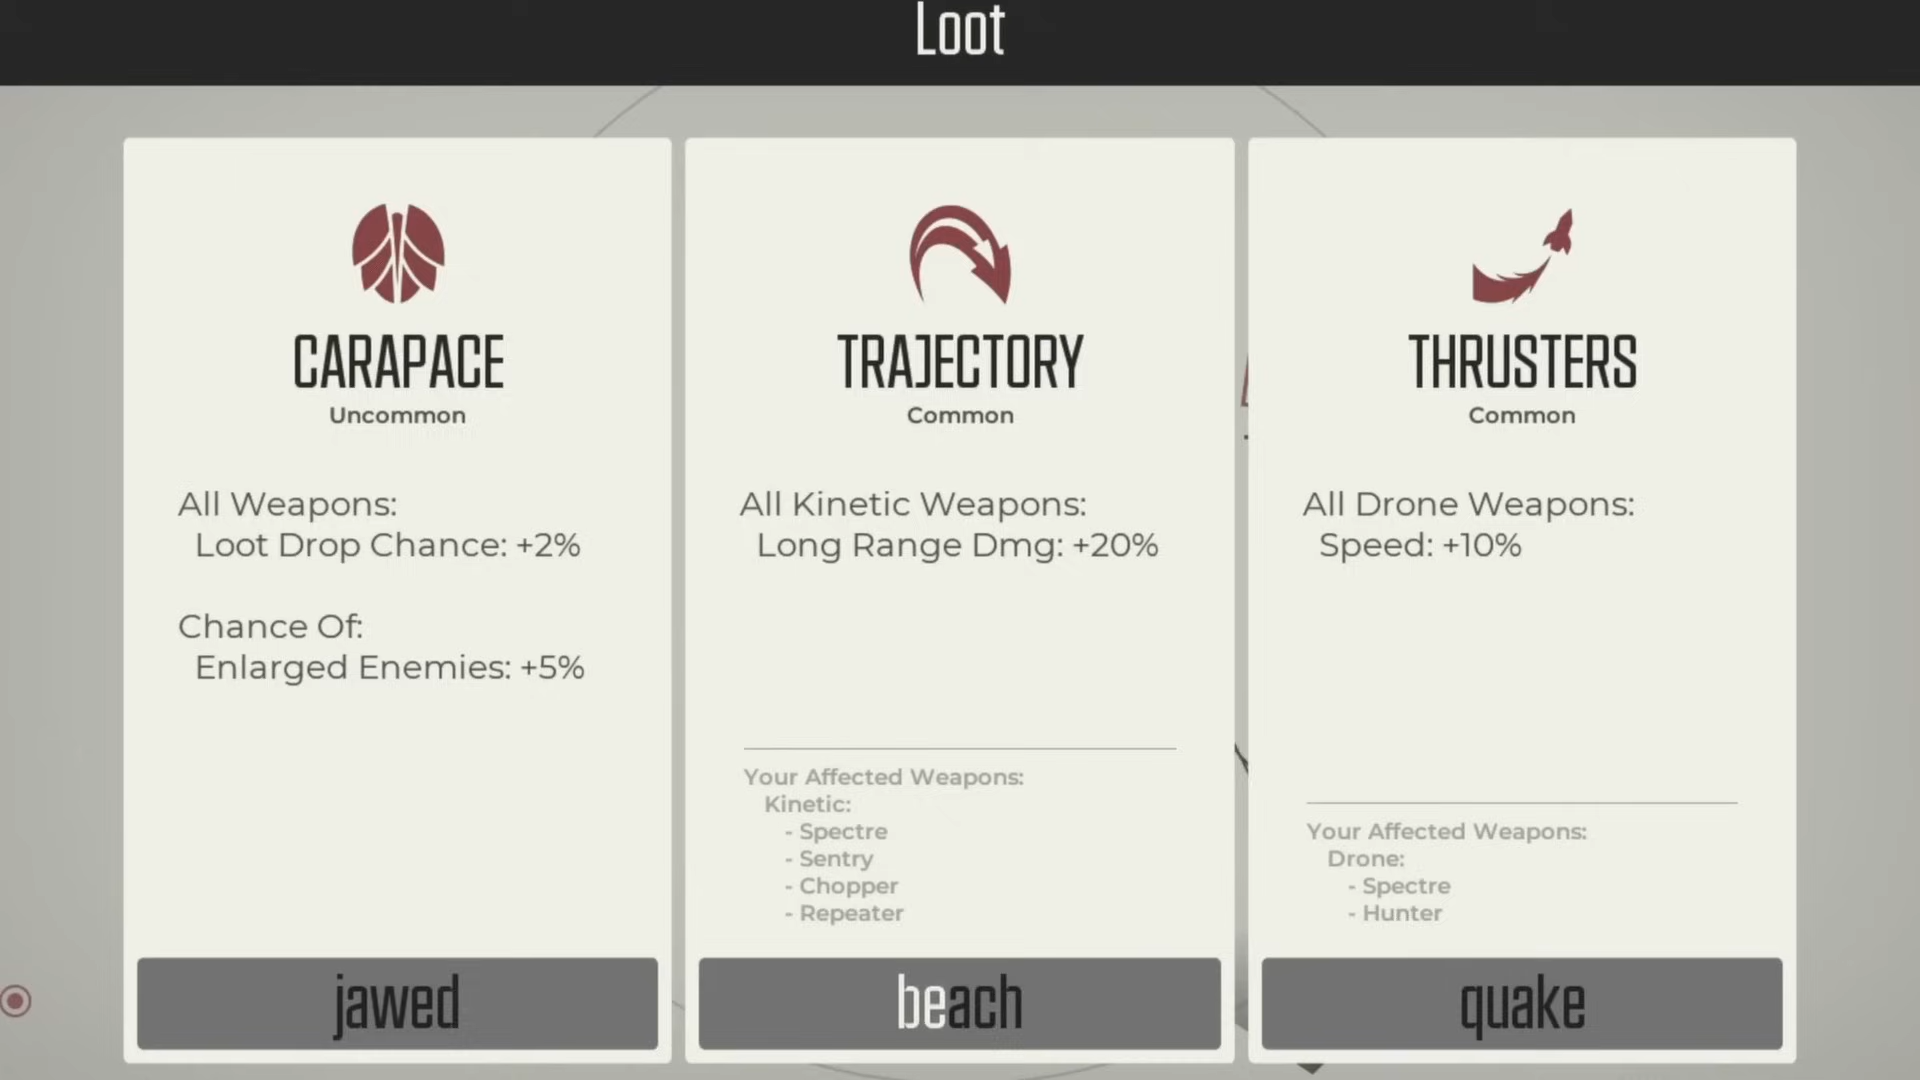 Loot
CARAPACE
Uncommon
All Weapons:
Loot Drop Chance: +2%
Chance Of:
Enlarged Enemies: +5%
jawed
TRAJECTORY
Common
All Kinetic Weapons:
Long Range Dmg: +20%
Your Affected Weapons:
Kinetic:
- Spectre
- Sentry
- Chopper
- Repeater
beach
THRUSTERS
Common
All Drone Weapons:
Speed: +10%
Your Affected Weapons:
Drone:
- Spectre
- Hunter
quake